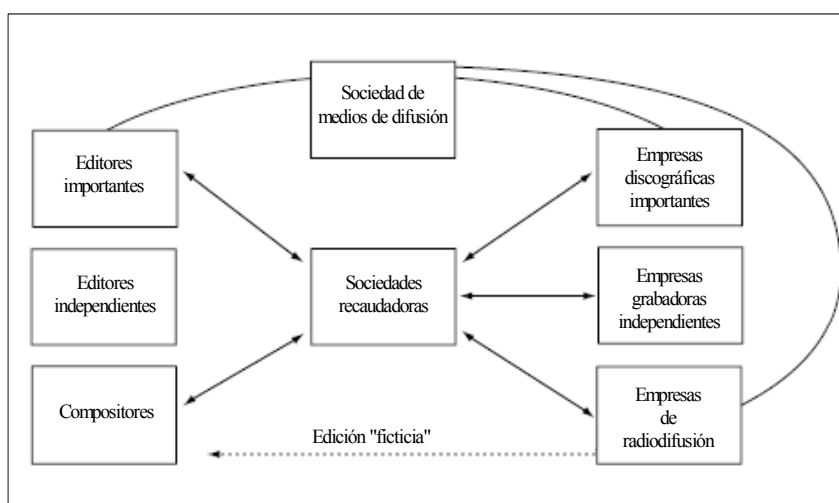 Sociedad de
medios de difusión
Editores
importantes
Empresas
discográficas
importantes
Editores
independientes
Sociedades
recaudadoras
Empresas
grabadoras
independientes
Compositores
Edición "ficticia"
Empresas
de
radiodifusión